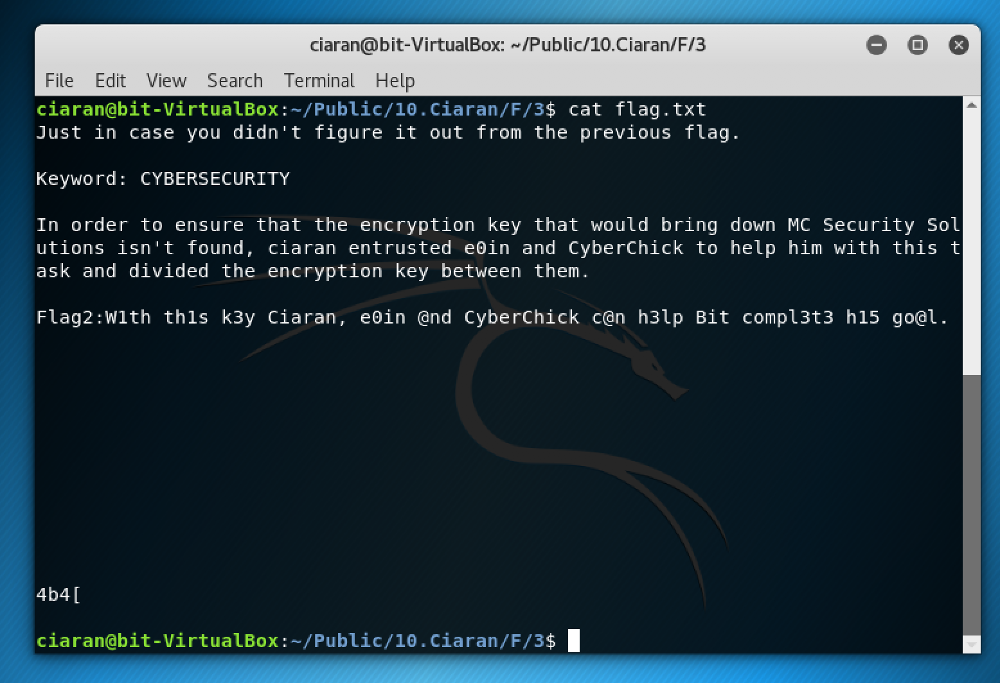 ciaran@bit-VirtualBox: ~/Public/10.Ciaran/F/3
File Edit View Search Terminal Help
ciaran@bit-VirtualBox:~/Public/10.Ciaran/F/3$ cat flag.txt
Just in case you didn't figure it out from the previous flag.
Keyword: CYBERSECURITY
In order to ensure that the encryption key that would bring down MC Security Sol
utions isn't found, ciaran entrusted e0in and CyberChick to help him with this t
ask and divided the encryption key between them.
Flag2:W1th th1s k3y Ciaran, e0in @nd CyberChick c@n h3lp Bit compl3t3 h15 go@l.
4b4[
ciaran@bit-VirtualBox:~/Public/10.Ciaran/F/3$